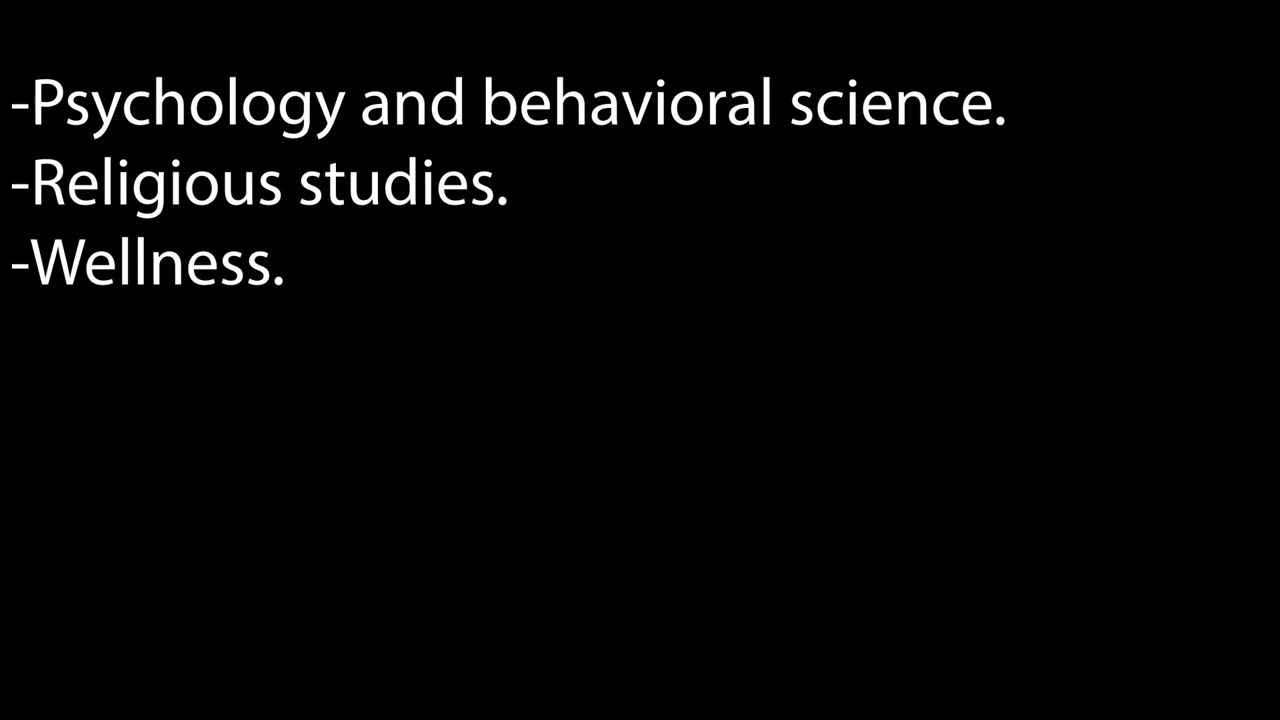 -Psychology and behavioral science.
-Religious studies.
-Wellness.